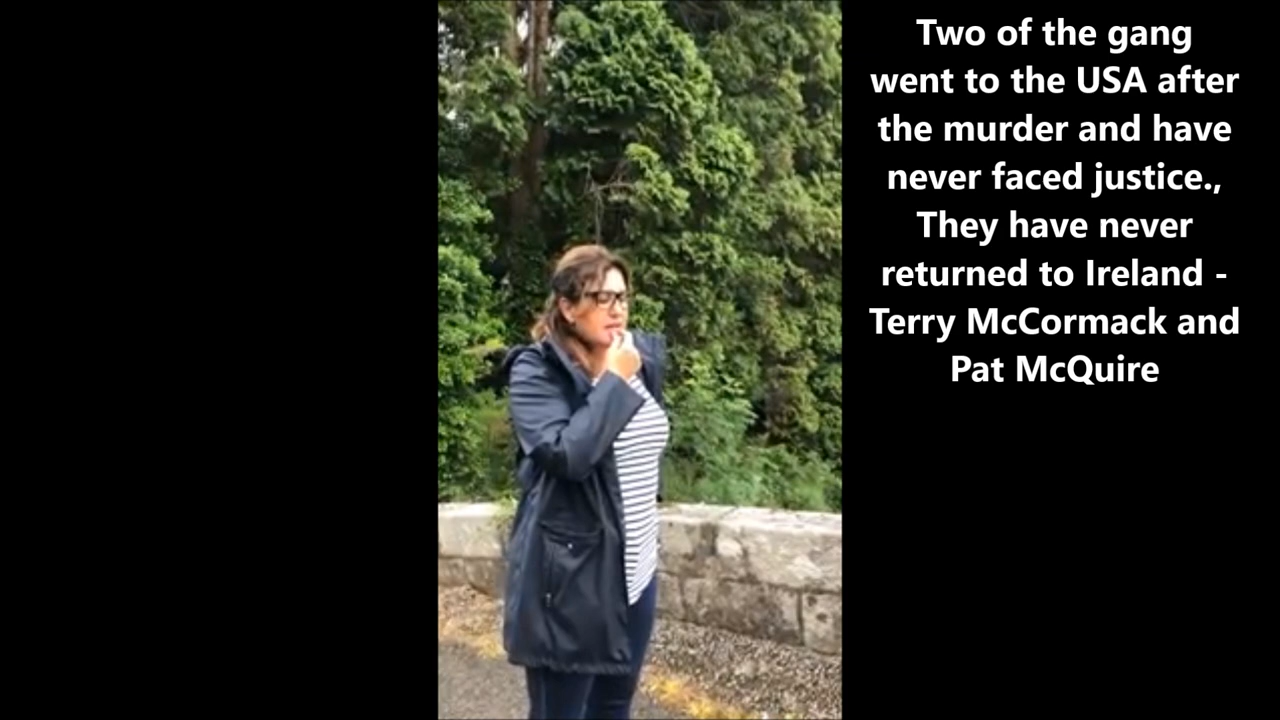 Two of the gang
went to the USA after
the murder and have
never faced justice.,
They have never
returned to Ireland -
Terry McCormack and
Pat McQuire